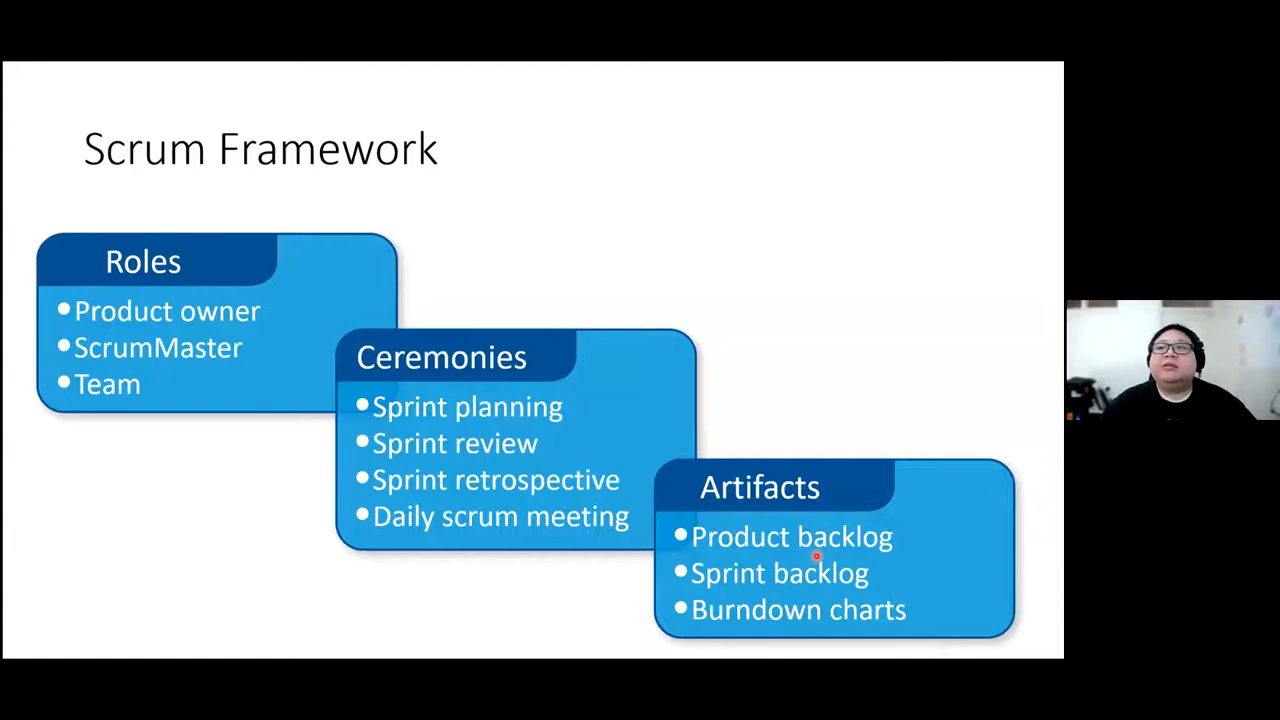 Scrum Framework
Roles
•Product owner
•ScrumMaster
•Team
Ceremonies
•Sprint planning
•Sprint review
•Sprint retrospective
•Daily scrum meeting
Artifacts
•Product backlog
•Sprint backlog
•Burndown charts